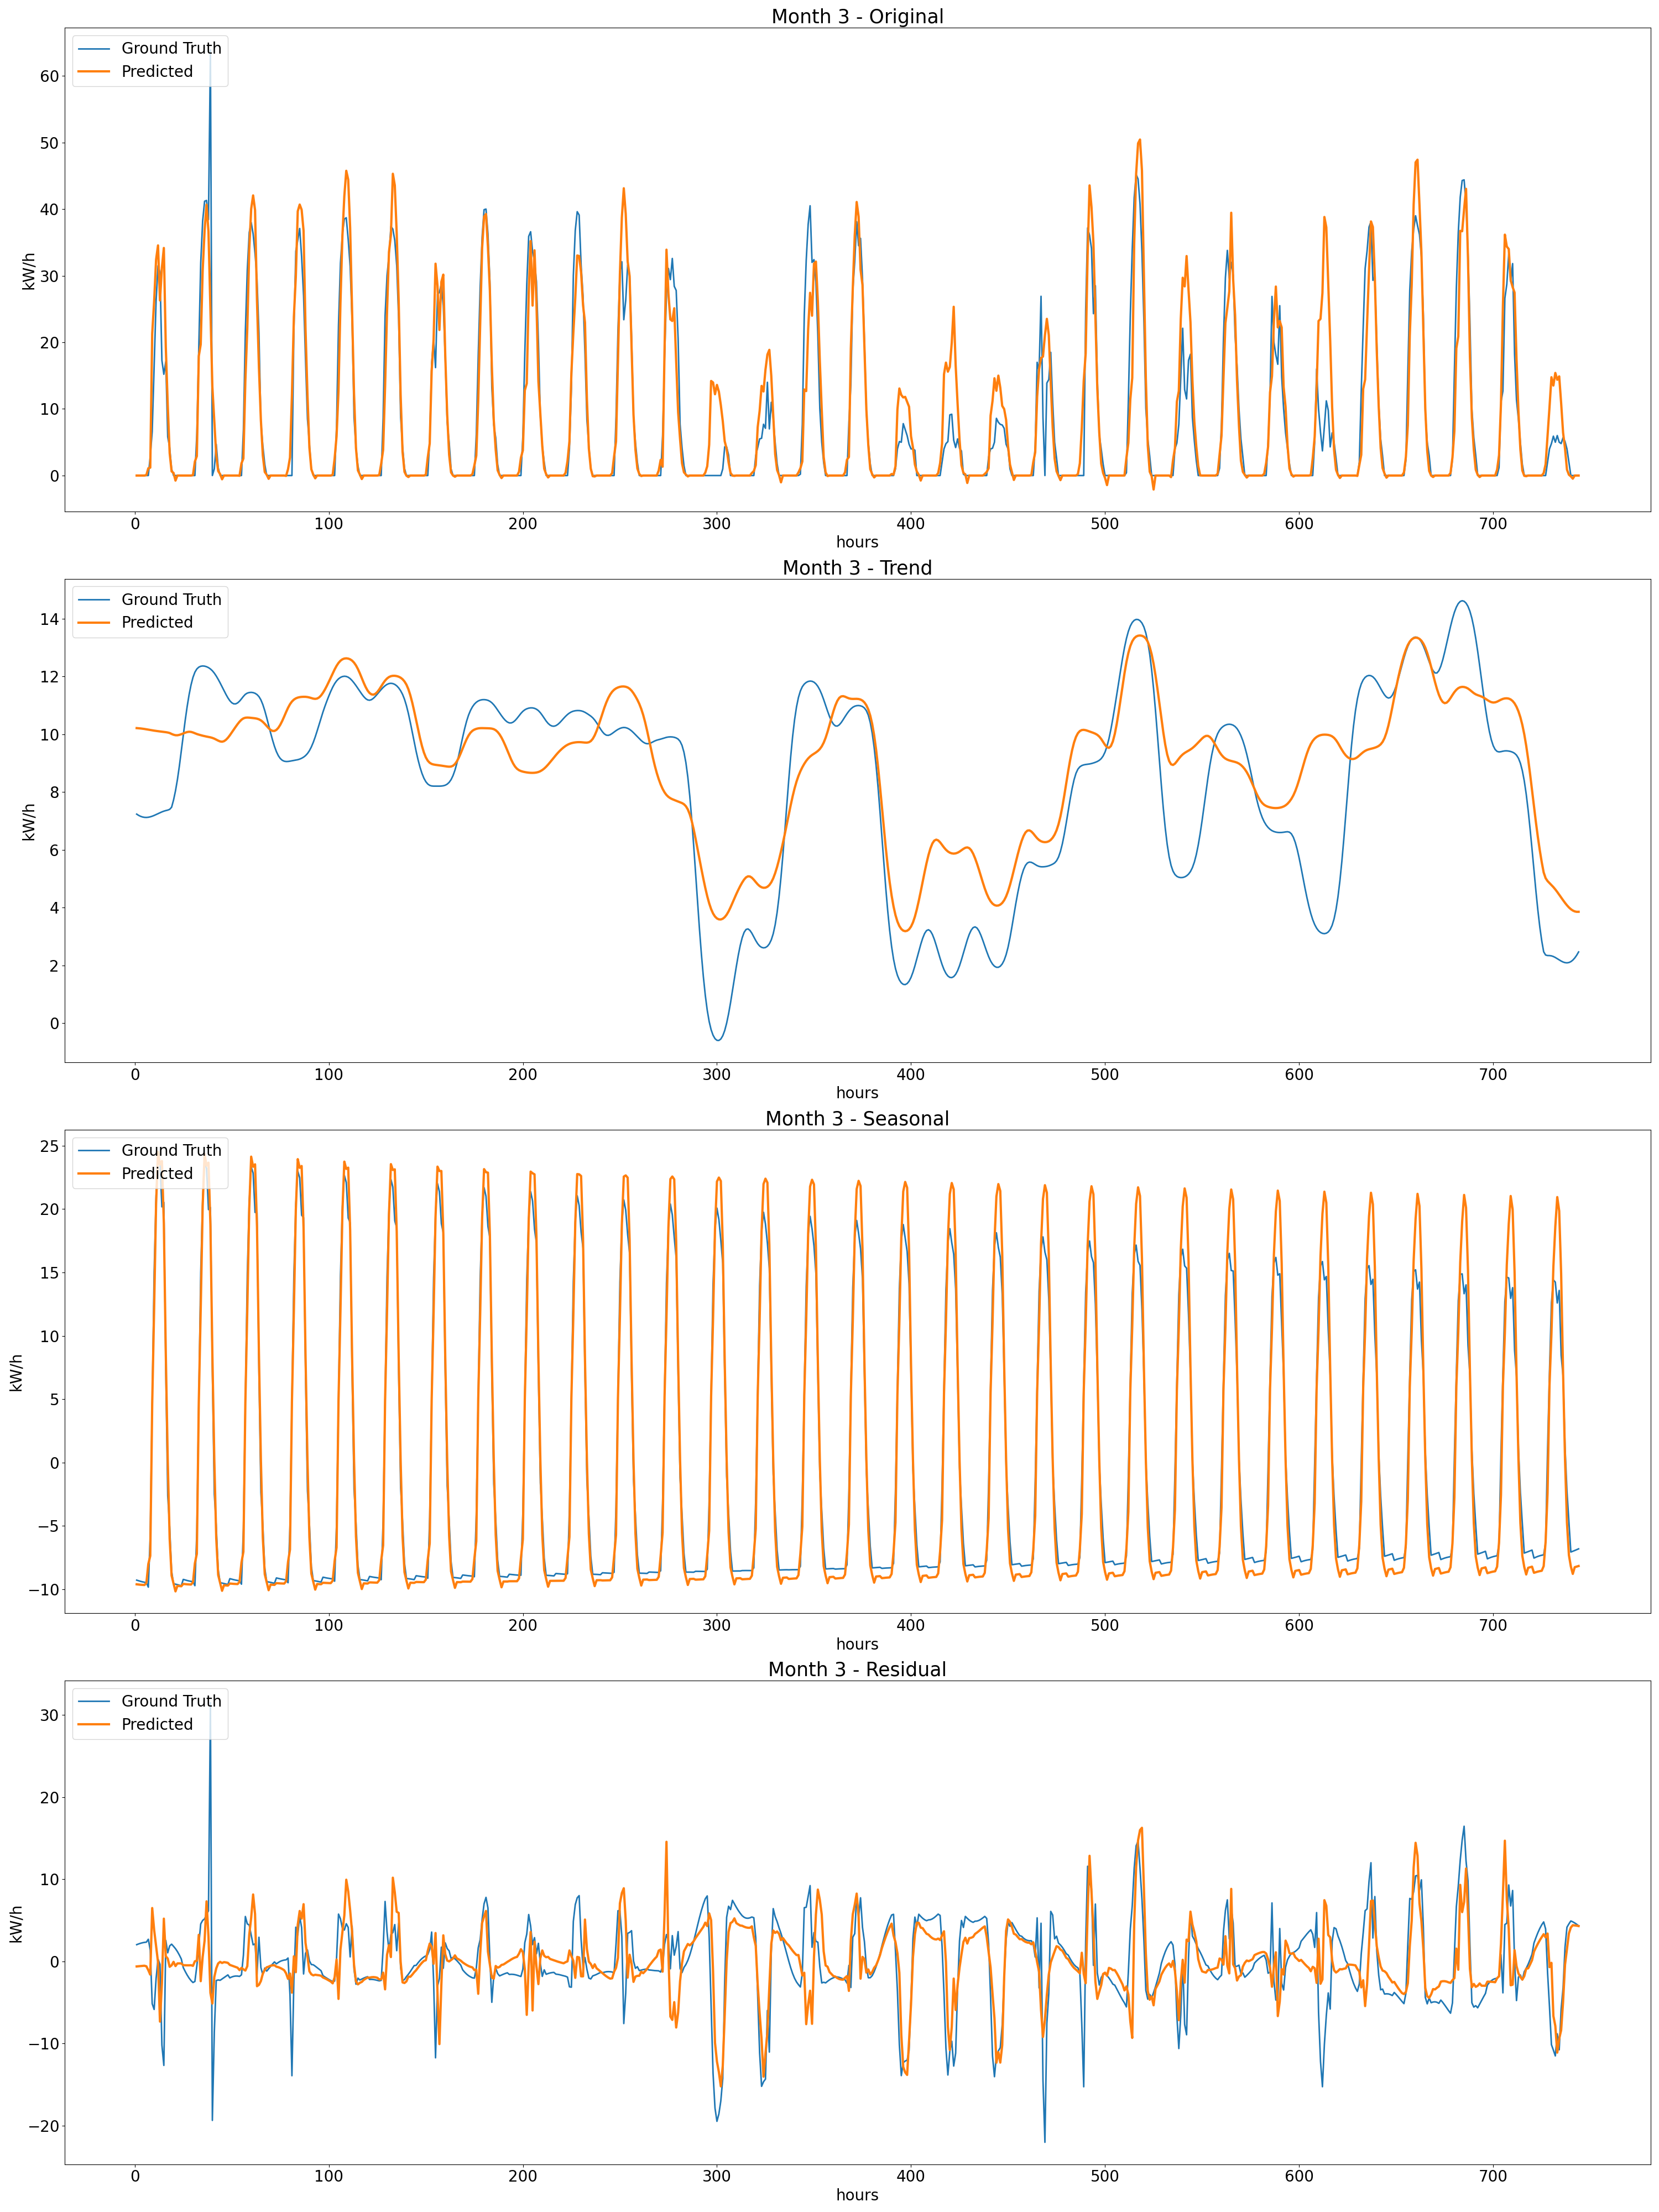 Month 3 - Original
Ground Truth
Predicted
60
50
40
30
20
10
0
kW/h
0 100 200 300 400 500 600 700
hours
Month 3 - Trend
Ground Truth
Predicted
14
12
10
8
6
4
2
0
kW/h
0 100 200 300 400 500 600 700
hours
Month 3 - Seasonal
Ground Truth
Predicted
25
20
15
10
5
0
−5
−10
kW/h
0 100 200 300 400 500 600 700
hours
Month 3 - Residual
Ground Truth
Predicted
30
20
10
0
−10
−20
kW/h
0 100 200 300 400 500 600 700
hours